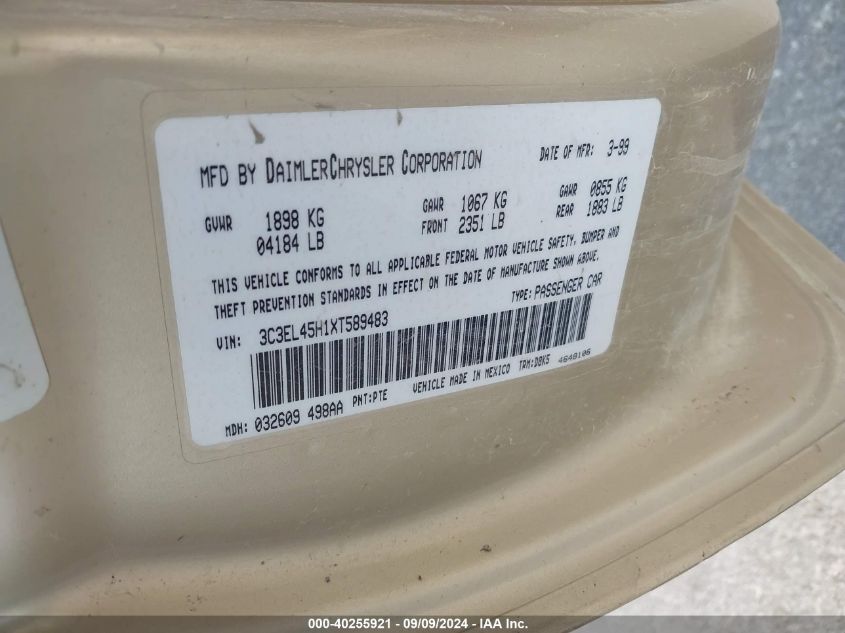 MFD BY DAIMLERCHRYSLER CORPORATION DATE OF MFR: 3-99
GVWR 1898 KG GAWR 1067 KG GAWR 0855 KG
04184 LB FRONT 2351 LB REAR 1883 LB
THIS VEHICLE CONFORMS TO ALL APPLICABLE FEDERAL MOTOR VEHICLE SAFETY, BUMPER AND
THEFT PREVENTION STANDARDS IN EFFECT ON THE DATE OF MANUFACTURE SHOWN ABOVE.
VIN: 3C3EL45H1XT589483 TYPE: PASSENGER CAR
MDH: 032609 498AA PNT:PTE VEHICLE MADE IN MEXICO TRM:DBK5 4648106
000-40255921 - 09/09/2024 - IAA Inc.